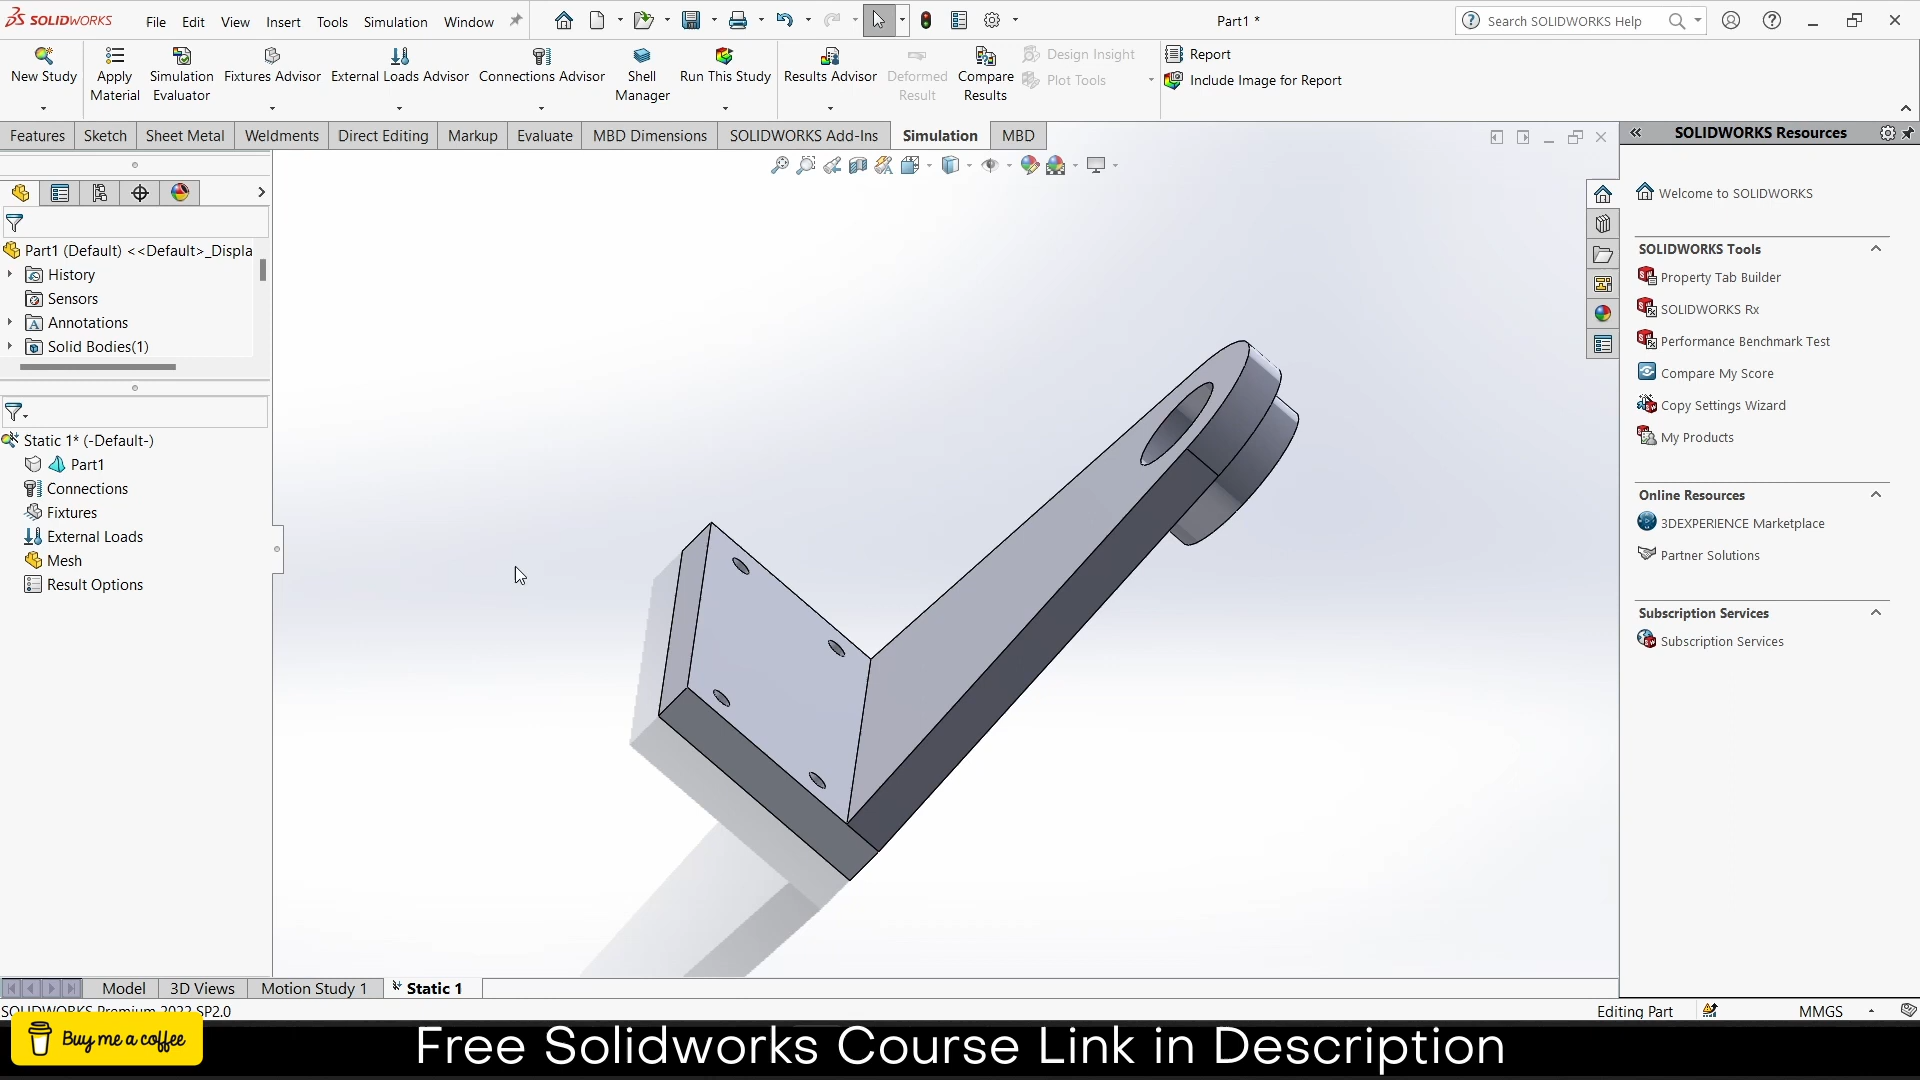 SOLIDWORKS File Edit View Insert Tools Simulation Window Part1 * Search SOLIDWORKS Help
New Study Apply Material Simulation Evaluator Fixtures Advisor External Loads Advisor Connections Advisor Shell Manager Run This Study Results Advisor Deformed Result Compare Results Design Insight Plot Tools Report Include Image for Report
Features Sketch Sheet Metal Weldments Direct Editing Markup Evaluate MBD Dimensions SOLIDWORKS Add-Ins Simulation MBD
SOLIDWORKS Resources
Welcome to SOLIDWORKS
SOLIDWORKS Tools
Property Tab Builder
SOLIDWORKS Rx
Performance Benchmark Test
Compare My Score
Copy Settings Wizard
My Products
Online Resources
3DEXPERIENCE Marketplace
Partner Solutions
Subscription Services
Subscription Services
Part1 (Default) <<Default>_Displa
History
Sensors
Annotations
Solid Bodies(1)
Static 1* (-Default-)
Part1
Connections
Fixtures
External Loads
Mesh
Result Options
Model 3D Views Motion Study 1 Static 1
SOLIDWORKS Premium 2022 SP2.0 Editing Part MMGS
Buy me a coffee
Free Solidworks Course Link in Description